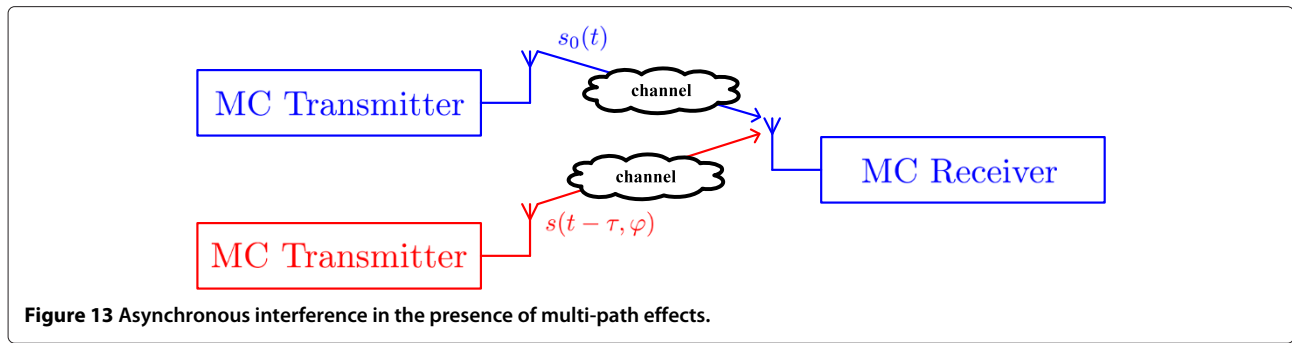 s₀(t)
MC Transmitter
channel
MC Receiver
channel
s(t − τ, φ)
MC Transmitter
Figure 13 Asynchronous interference in the presence of multi-path effects.